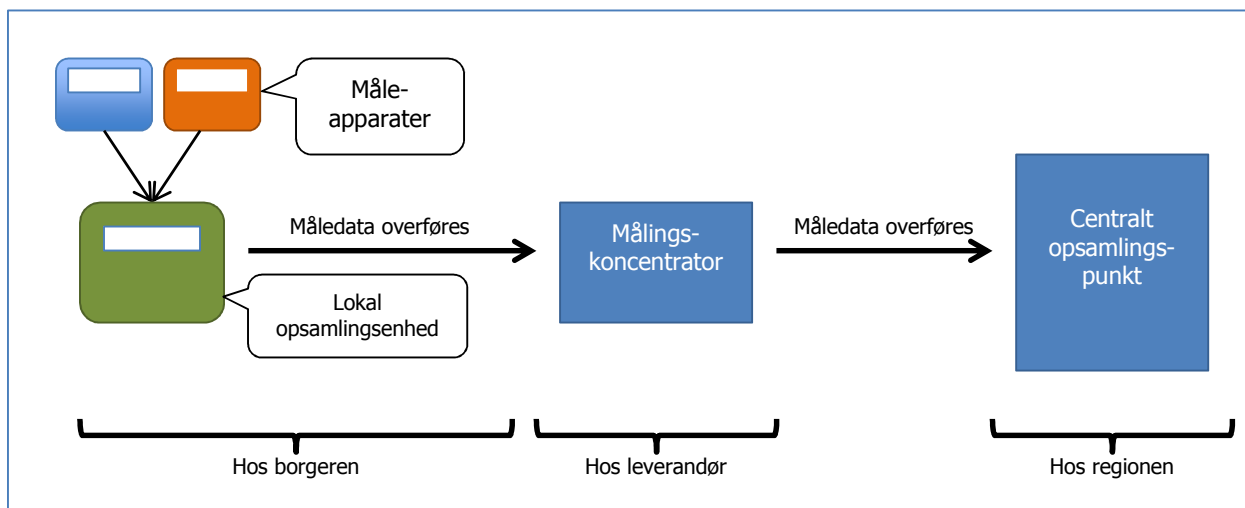 Måle-
apparater
Måledata overføres
Målings-
koncentrator
Måledata overføres
Centralt
opsamlings-
punkt
Lokal
opsamlingsenhed
Hos borgeren
Hos leverandør
Hos regionen